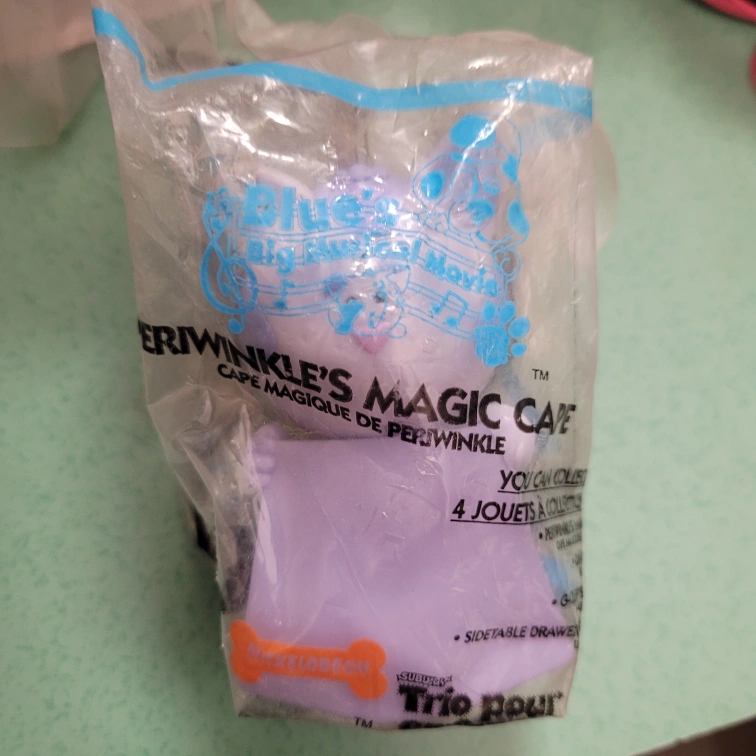 Blue's
Big Musical Movie
PERIWINKLE'S MAGIC CAPE
TM
CAPE MAGIQUE DE PERIWINKLE
YOU CAN COLLECT
4 JOUETS À
• SIDETABLE DRAWER
NICKELODEON
TM
SUBWAY
Trio pour